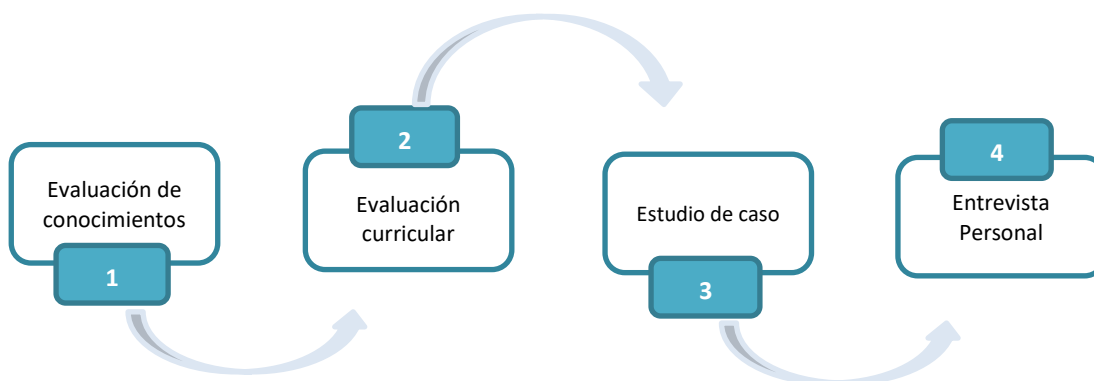 Evaluación de
conocimientos
1
2
Evaluación
curricular
Estudio de caso
3
4
Entrevista
Personal